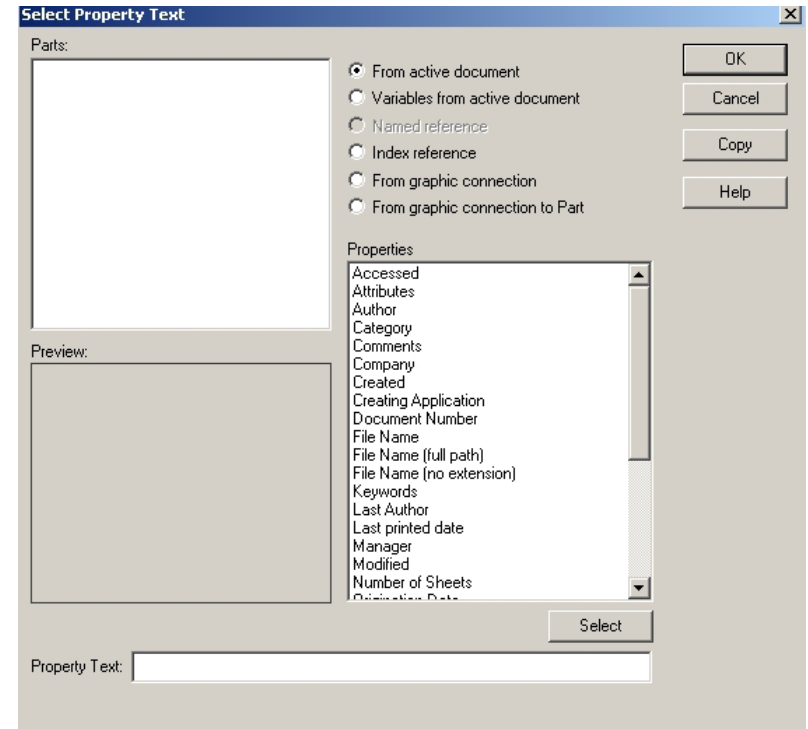 Select Property Text
Parts:
From active document
Variables from active document
Named reference
Index reference
From graphic connection
From graphic connection to Part
OK
Cancel
Copy
Help
Properties
Accessed
Attributes
Author
Category
Comments
Company
Created
Creating Application
Document Number
File Name
File Name (full path)
File Name (no extension)
Keywords
Last Author
Last printed date
Manager
Modified
Number of Sheets
Origination Date
Preview:
Select
Property Text: